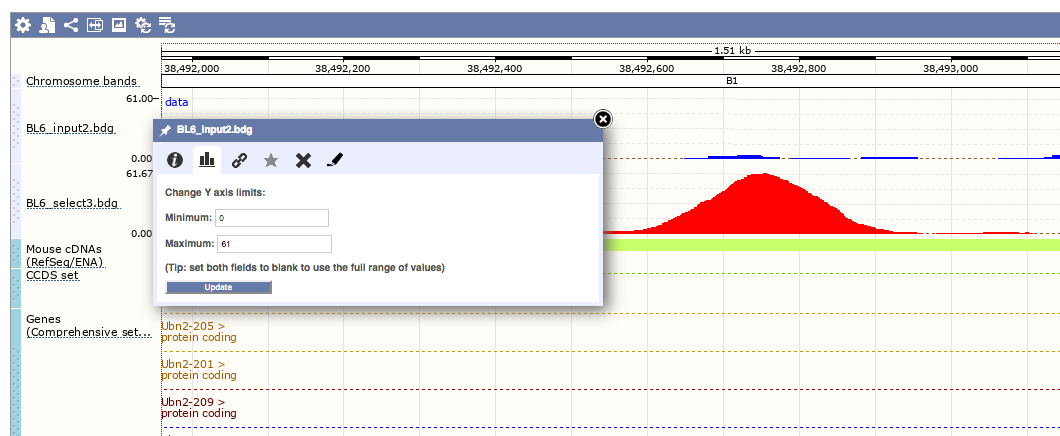 1.51 kb
38,492,000 38,492,200 38,492,400 38,492,600 38,492,800 38,493,000
Chromosome bands
B1
61.00
data
BL6_input2.bdg
0.00
BL6_input2.bdg
Change Y axis limits:
Minimum: 0
Maximum: 61
(Tip: set both fields to blank to use the full range of values)
Update
61.67
BL6_select3.bdg
0.00
Mouse cDNAs
(RefSeq/ENA)
CCDS set
Genes
(Comprehensive set...
Ubn2-205 >
protein coding
Ubn2-201 >
protein coding
Ubn2-209 >
protein coding